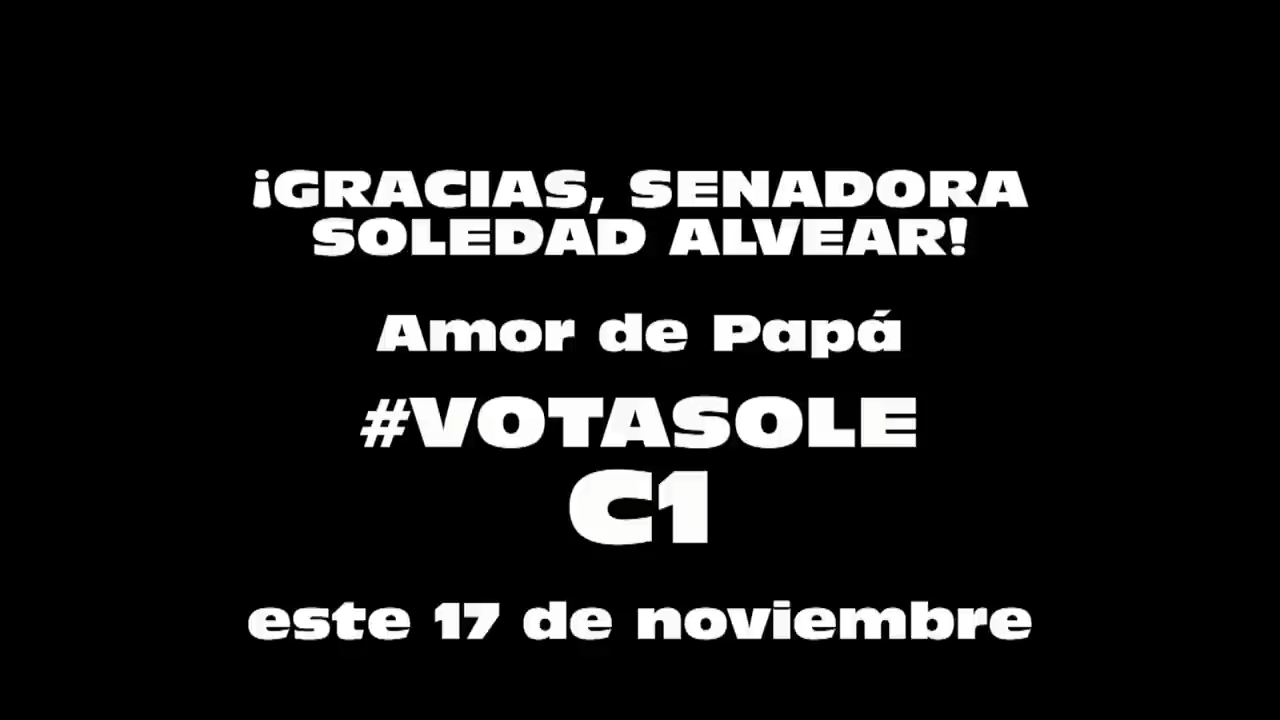 ¡GRACIAS, SENADORA
SOLEDAD ALVEAR!
Amor de Papá
#VOTASOLE
C1
este 17 de noviembre